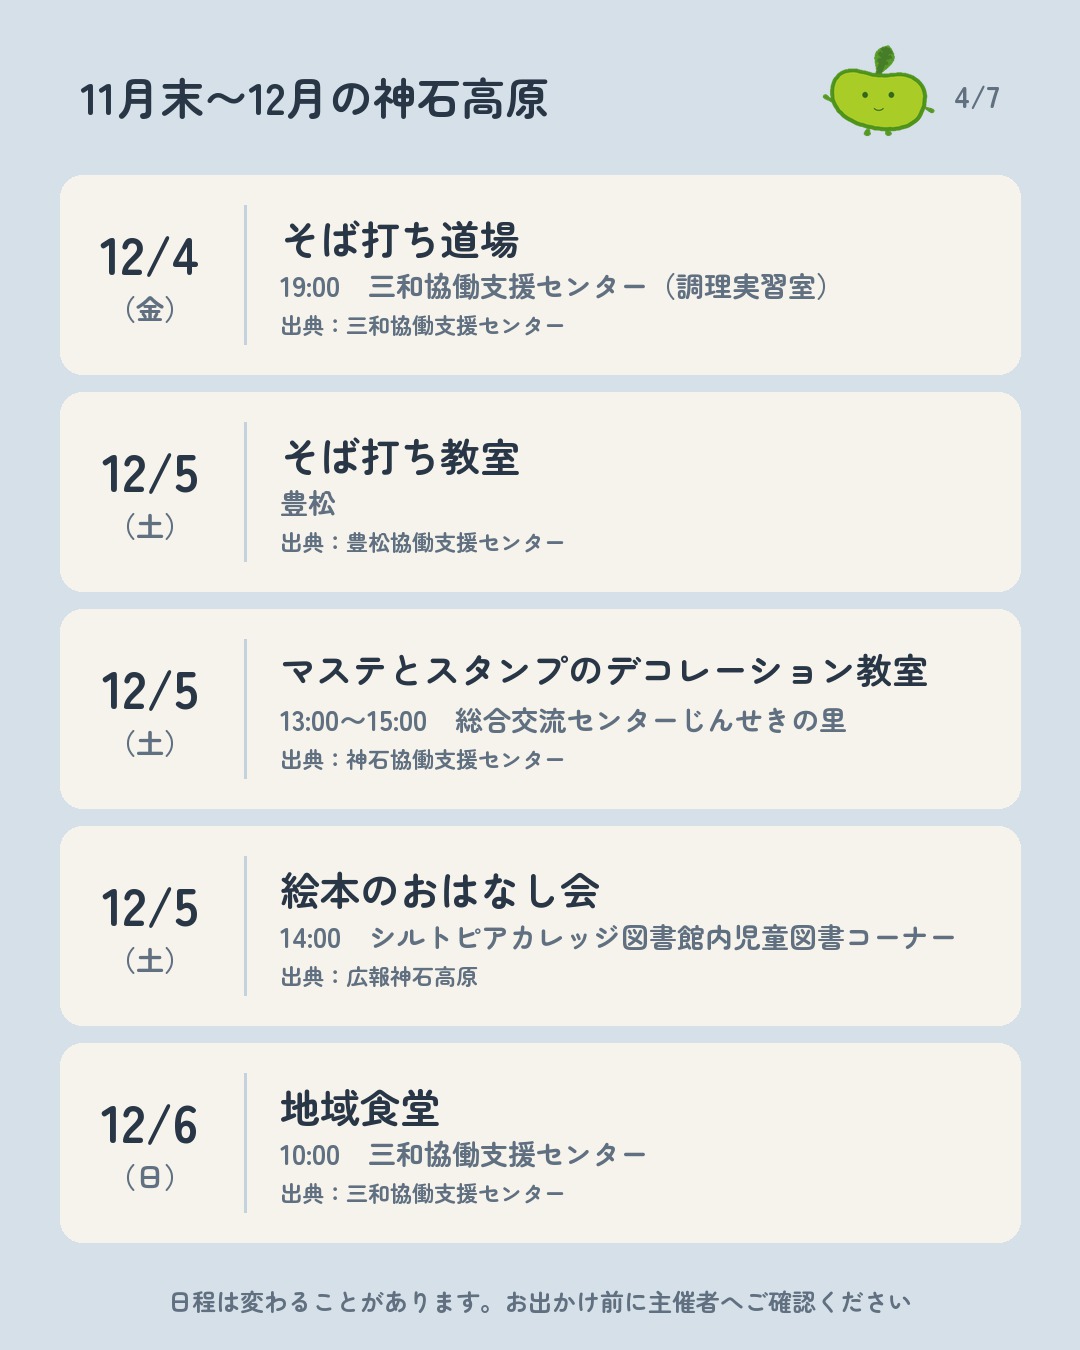 11月末〜12月の神石高原
4/7
12/4
（金）
そば打ち道場
19:00　三和協働支援センター（調理実習室）
出典：三和協働支援センター
12/5
（土）
そば打ち教室
豊松
出典：豊松協働支援センター
12/5
（土）
マステとスタンプのデコレーション教室
13:00〜15:00　総合交流センターじんせきの里
出典：神石協働支援センター
12/5
（土）
絵本のおはなし会
14:00　シルトピアカレッジ図書館内児童図書コーナー
出典：広報神石高原
12/6
（日）
地域食堂
10:00　三和協働支援センター
出典：三和協働支援センター
日程は変わることがあります。お出かけ前に主催者へご確認ください